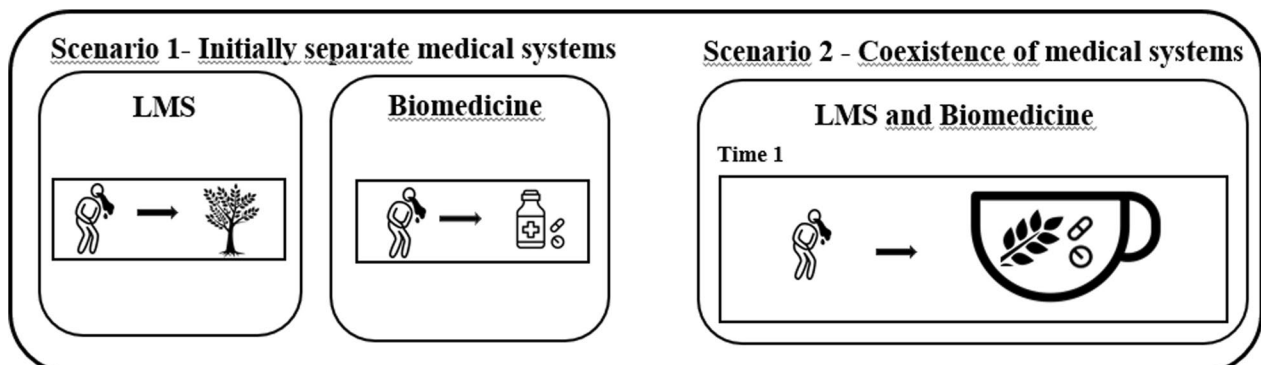 Scenario 1- Initially separate medical systems
LMS
Biomedicine
Scenario 2 - Coexistence of medical systems
LMS and Biomedicine
Time 1